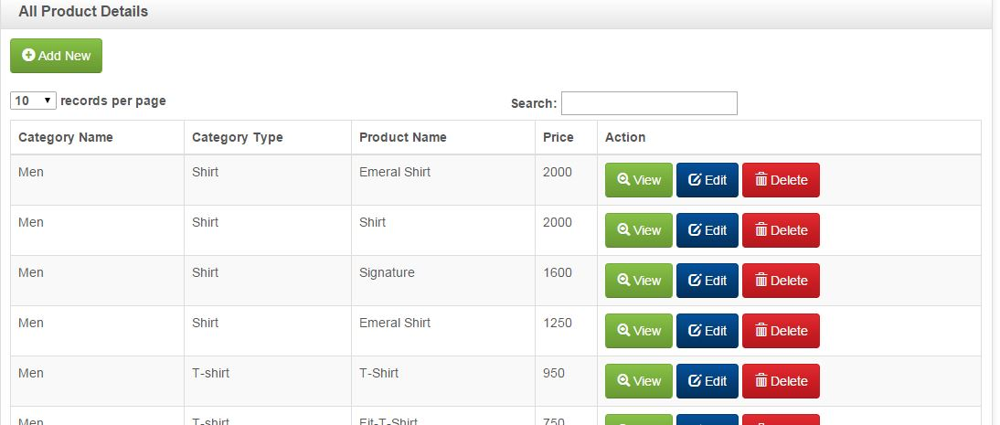 All Product Details
Add New
10 records per page
Search:
Category Name Category Type Product Name Price Action
Men Shirt Emeral Shirt 2000 View Edit Delete
Men Shirt Shirt 2000 View Edit Delete
Men Shirt Signature 1600 View Edit Delete
Men Shirt Emeral Shirt 1250 View Edit Delete
Men T-shirt T-Shirt 950 View Edit Delete
Men T-shirt Fit-T-Shirt 750